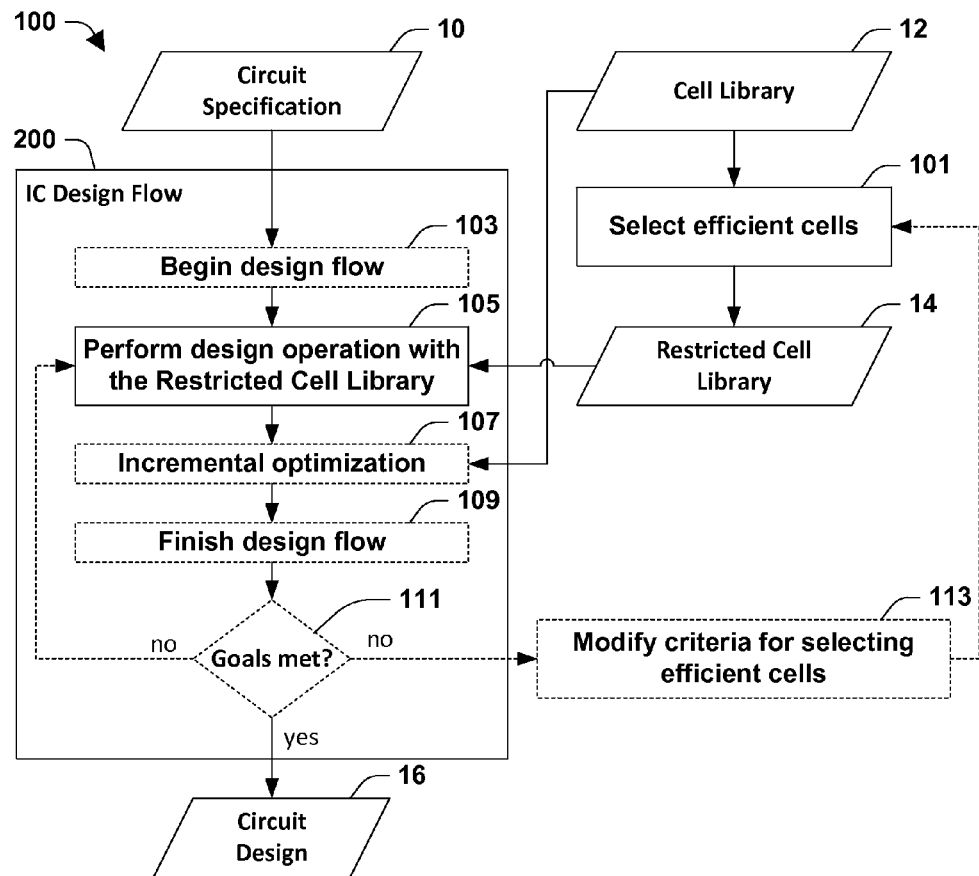 100
10
Circuit
Specification
12
Cell Library
200
IC Design Flow
101
Select efficient cells
103
Begin design flow
105
Perform design operation with
the Restricted Cell Library
14
Restricted Cell
Library
107
Incremental optimization
109
Finish design flow
111
no
Goals met?
no
113
Modify criteria for selecting
efficient cells
yes
16
Circuit
Design